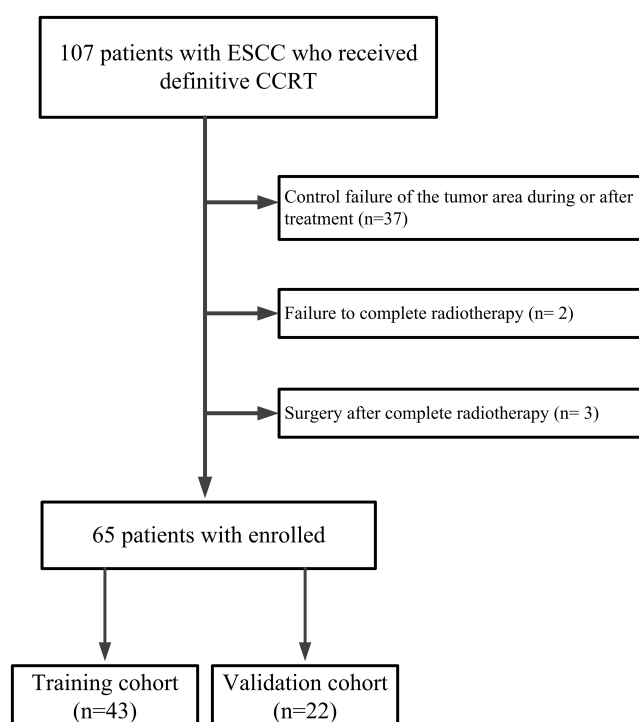 107 patients with ESCC who received
definitive CCRT
Control failure of the tumor area during or after
treatment (n=37)
Failure to complete radiotherapy (n= 2)
Surgery after complete radiotherapy (n= 3)
65 patients with enrolled
Training cohort
(n=43)
Validation cohort
(n=22)